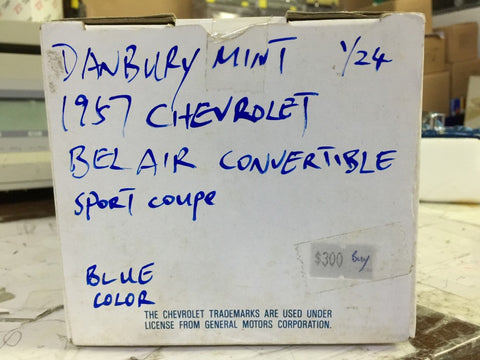 DANBURY MINT 1/24
1957 CHEVROLET
BEL AIR CONVERTIBLE
SPORT COUPE
$300 Buy
BLUE
COLOR
THE CHEVROLET TRADEMARKS ARE USED UNDER
LICENSE FROM GENERAL MOTORS CORPORATION.